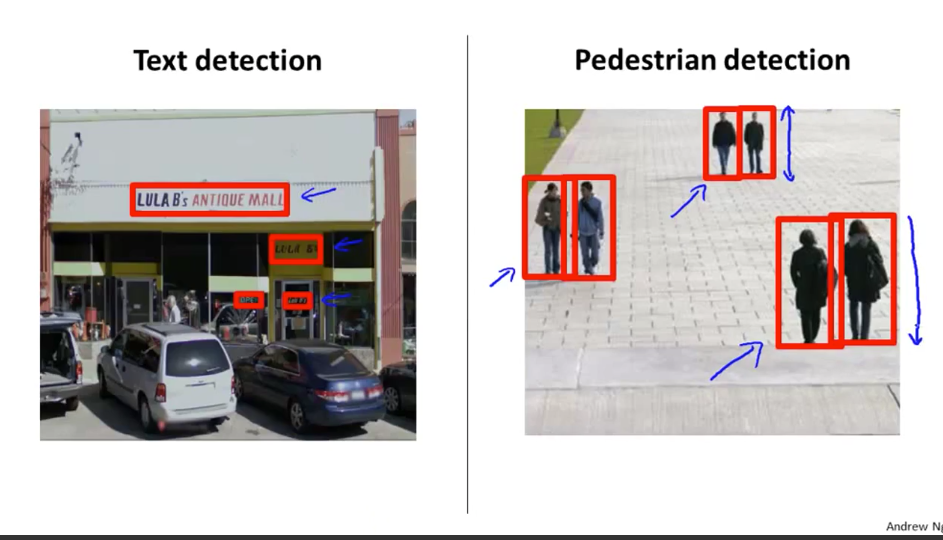 Text detection
Pedestrian detection
LULA B's ANTIQUE MALL
LULA B's
Andrew Ng